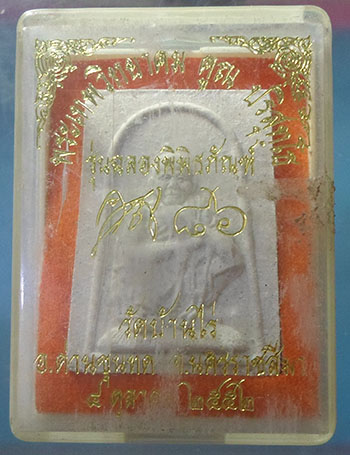 พระเทพวิทยาคม คูณ ปริสุทฺโธ
รุ่นฉลองพิพิธภัณฑ์
คูณ ๘๖
วัดบ้านไร่
อ.ด่านขุนทด จ.นครราชสีมา
๔ ตุลาคม ๒๕๕๒